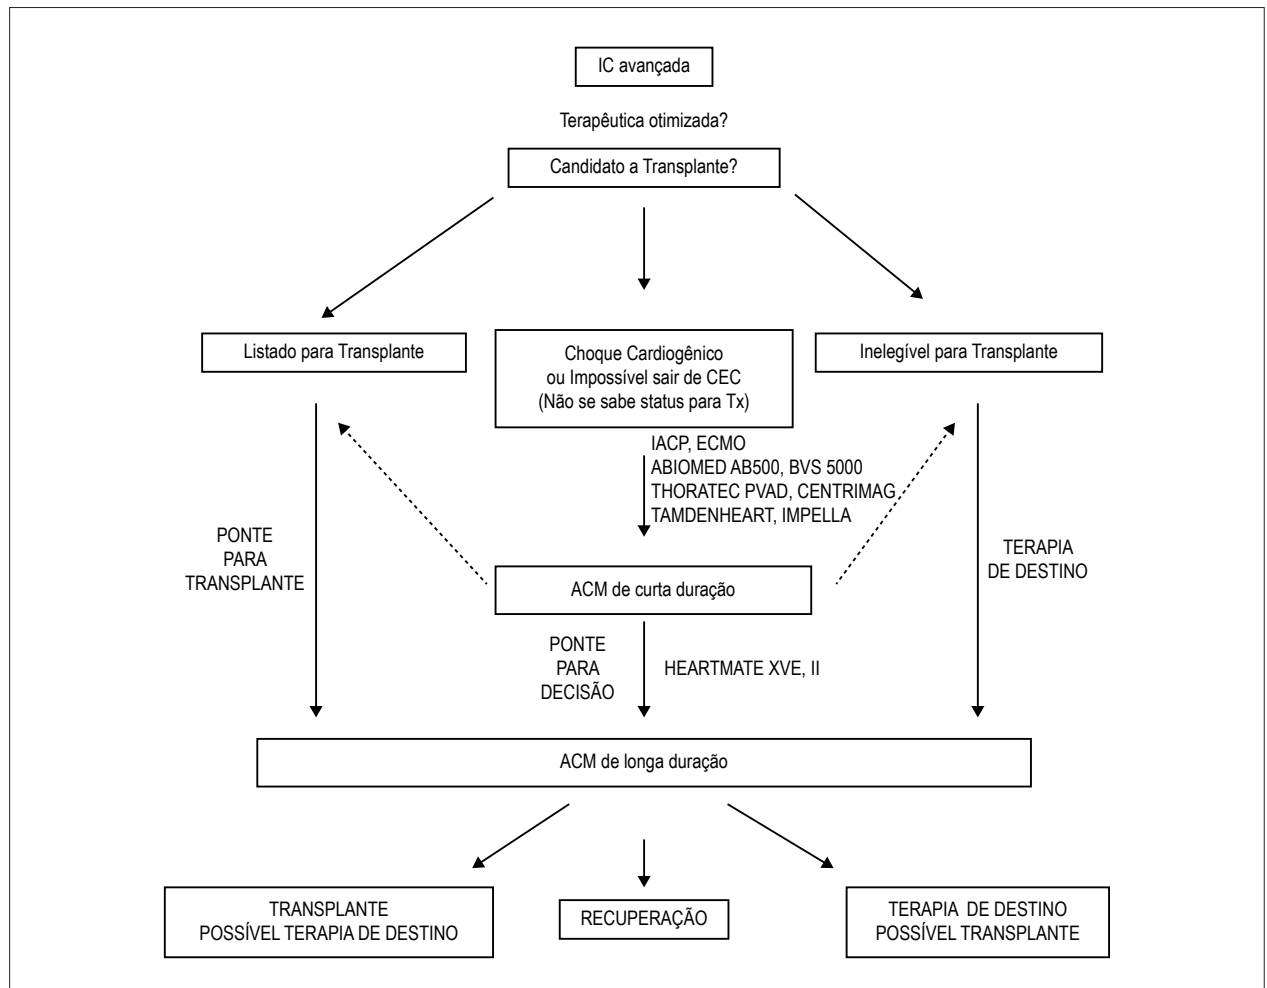 IC avançada
Terapêutica otimizada?
Candidato a Transplante?
Listado para Transplante
Choque Cardiogênico
ou Impossível sair de CEC
(Não se sabe status para Tx)
Inelegível para Transplante
IACP, ECMO
ABIOMED AB500, BVS 5000
THORATEC PVAD, CENTRIMAG
TAMDENHEART, IMPELLA
PONTE
PARA
TRANSPLANTE
TERAPIA
DE DESTINO
ACM de curta duração
PONTE
PARA
DECISÃO
HEARTMATE XVE, II
ACM de longa duração
TRANSPLANTE
POSSÍVEL TERAPIA DE DESTINO
RECUPERAÇÃO
TERAPIA DE DESTINO
POSSÍVEL TRANSPLANTE